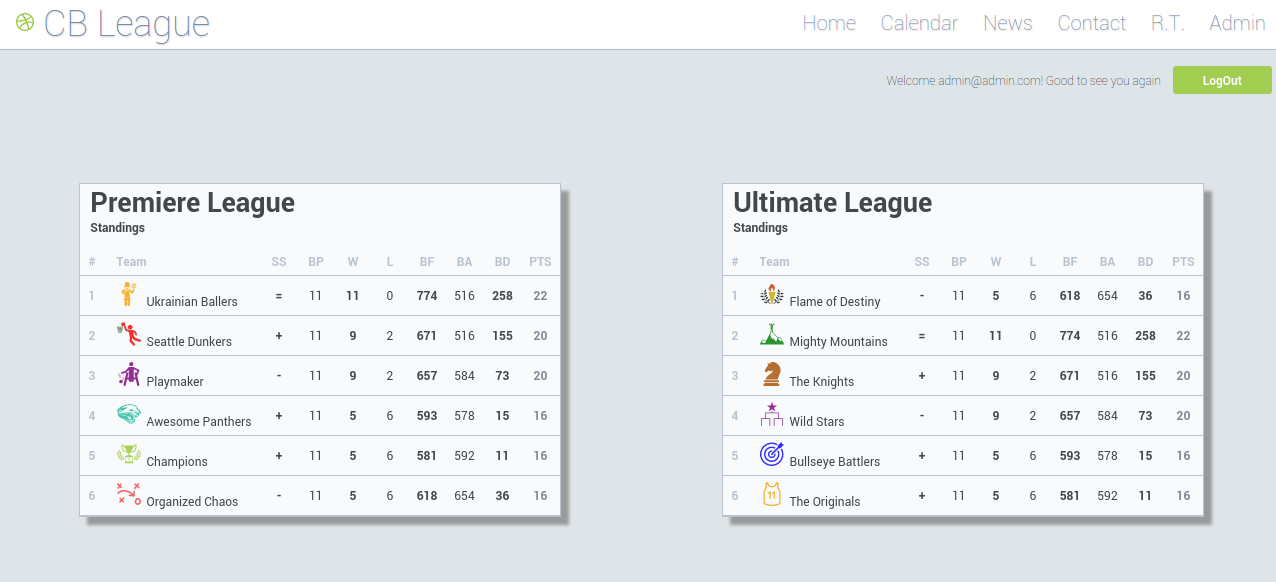 CB League
Home Calendar News Contact R.T. Admin
Welcome admin@admin.com! Good to see you again LogOut
Premiere League
Standings
# Team SS BP W L BF BA BD PTS
1 Ukrainian Ballers = 11 11 0 774 516 258 22
2 Seattle Dunkers + 11 9 2 671 516 155 20
3 Playmaker - 11 9 2 657 584 73 20
4 Awesome Panthers + 11 5 6 593 578 15 16
5 Champions + 11 5 6 581 592 11 16
6 Organized Chaos - 11 5 6 618 654 36 16
Ultimate League
Standings
# Team SS BP W L BF BA BD PTS
1 Flame of Destiny - 11 5 6 618 654 36 16
2 Mighty Mountains = 11 11 0 774 516 258 22
3 The Knights + 11 9 2 671 516 155 20
4 Wild Stars - 11 9 2 657 584 73 20
5 Bullseye Battlers + 11 5 6 593 578 15 16
6 11 The Originals + 11 5 6 581 592 11 16